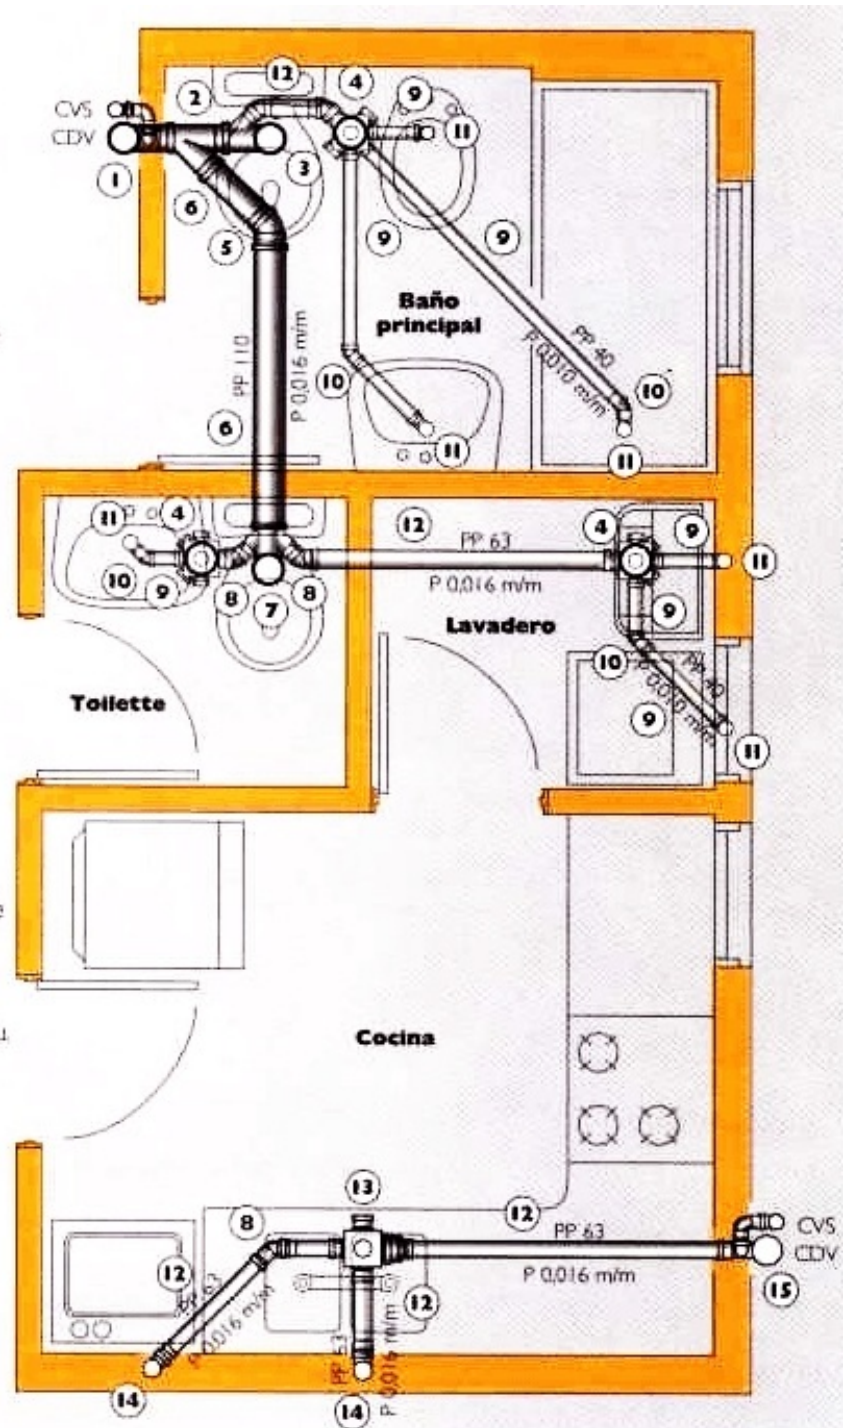 12
4
9
2
CVS
CDV
11
1
3
6
5
9
9
Baño
principal
PP 110
P 0,016 m/m
PP 40
P 0,010 m/m
10
10
6
11
11
11
4
12
4
9
PP 63
11
P 0,016 m/m
10
9
8
7
8
9
Lavadero
10
PP 40
0,010 m/m
Toilette
9
11
Cocina
13
8
12
PP 63
CVS
CDV
P 0,016 m/m
12
PP 63
P 0,016 m/m
12
15
PP 63
P 0,016 m/m
14
14